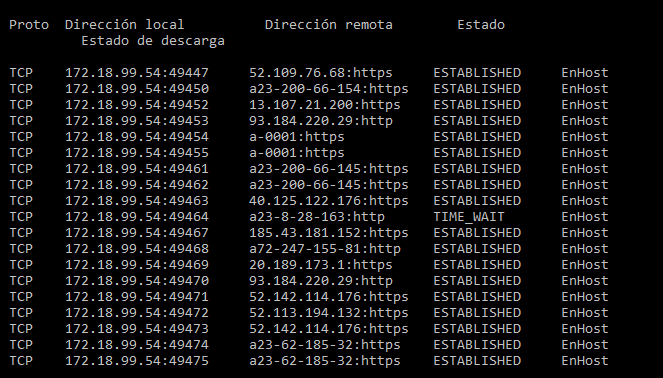 Proto  Dirección local          Dirección remota        Estado
Estado de descarga
TCP    172.18.99.54:49447     52.109.76.68:https     ESTABLISHED     EnHost
TCP    172.18.99.54:49450     a23-200-66-154:https   ESTABLISHED     EnHost
TCP    172.18.99.54:49452     13.107.21.200:https    ESTABLISHED     EnHost
TCP    172.18.99.54:49453     93.184.220.29:http     ESTABLISHED     EnHost
TCP    172.18.99.54:49454     a-0001:https           ESTABLISHED     EnHost
TCP    172.18.99.54:49455     a-0001:https           ESTABLISHED     EnHost
TCP    172.18.99.54:49461     a23-200-66-145:https   ESTABLISHED     EnHost
TCP    172.18.99.54:49462     a23-200-66-145:https   ESTABLISHED     EnHost
TCP    172.18.99.54:49463     40.125.122.176:https   ESTABLISHED     EnHost
TCP    172.18.99.54:49464     a23-8-28-163:http      TIME_WAIT       EnHost
TCP    172.18.99.54:49467     185.43.181.152:https   ESTABLISHED     EnHost
TCP    172.18.99.54:49468     a72-247-155-81:http    ESTABLISHED     EnHost
TCP    172.18.99.54:49469     20.189.173.1:https     ESTABLISHED     EnHost
TCP    172.18.99.54:49470     93.184.220.29:http     ESTABLISHED     EnHost
TCP    172.18.99.54:49471     52.142.114.176:https   ESTABLISHED     EnHost
TCP    172.18.99.54:49472     52.113.194.132:https   ESTABLISHED     EnHost
TCP    172.18.99.54:49473     52.142.114.176:https   ESTABLISHED     EnHost
TCP    172.18.99.54:49474     a23-62-185-32:https    ESTABLISHED     EnHost
TCP    172.18.99.54:49475     a23-62-185-32:https    ESTABLISHED     EnHost